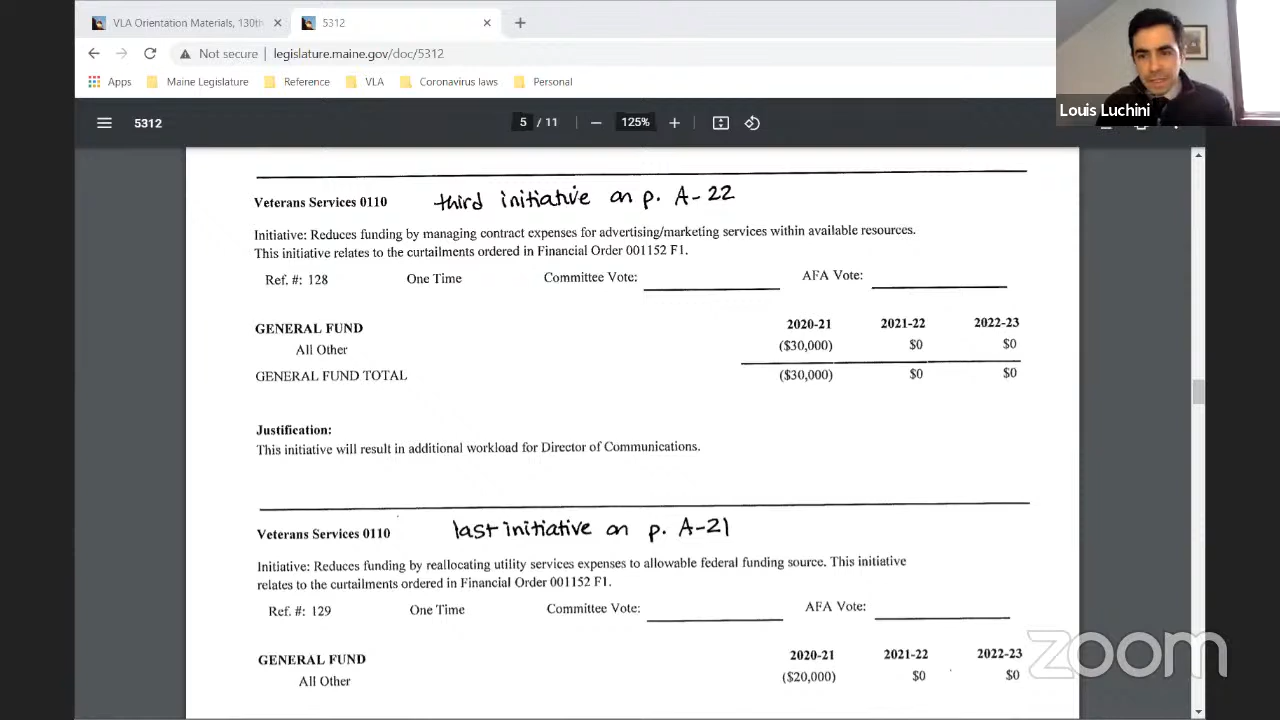 VLA Orientation Materials, 130th
5312
Not secure | legislature.maine.gov/doc/5312
Apps Maine Legislature Reference VLA Coronavirus laws Personal
Louis Luchini
5312 5 / 11 125%
Veterans Services 0110 third initiative on p. A-22
Initiative: Reduces funding by managing contract expenses for advertising/marketing services within available resources.
This initiative relates to the curtailments ordered in Financial Order 001152 F1.
Ref. #: 128 One Time Committee Vote: AFA Vote:
GENERAL FUND 2020-21 2021-22 2022-23
All Other ($30,000) $0 $0
GENERAL FUND TOTAL ($30,000) $0 $0
Justification:
This initiative will result in additional workload for Director of Communications.
Veterans Services 0110 last initiative on p. A-21
Initiative: Reduces funding by reallocating utility services expenses to allowable federal funding source. This initiative
relates to the curtailments ordered in Financial Order 001152 F1.
Ref. #: 129 One Time Committee Vote: AFA Vote:
GENERAL FUND 2020-21 2021-22 2022-23
All Other ($20,000) $0 $0
zoom